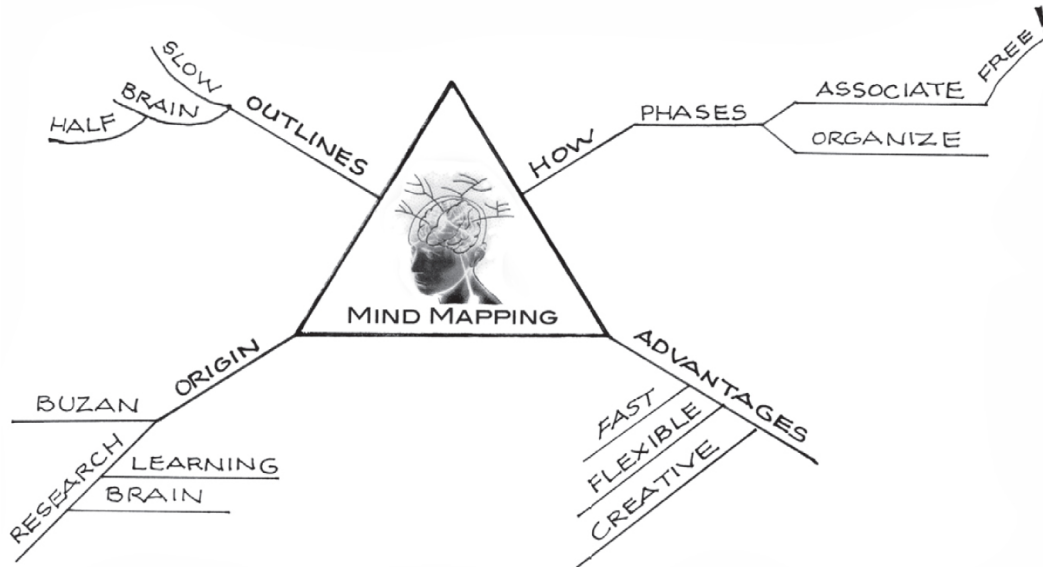 SLOW
BRAIN
HALF
OUTLINES
HOW
PHASES
ASSOCIATE
FREE
ORGANIZE
MIND MAPPING
ORIGIN
BUZAN
RESEARCH
LEARNING
BRAIN
ADVANTAGES
FAST
FLEXIBLE
CREATIVE